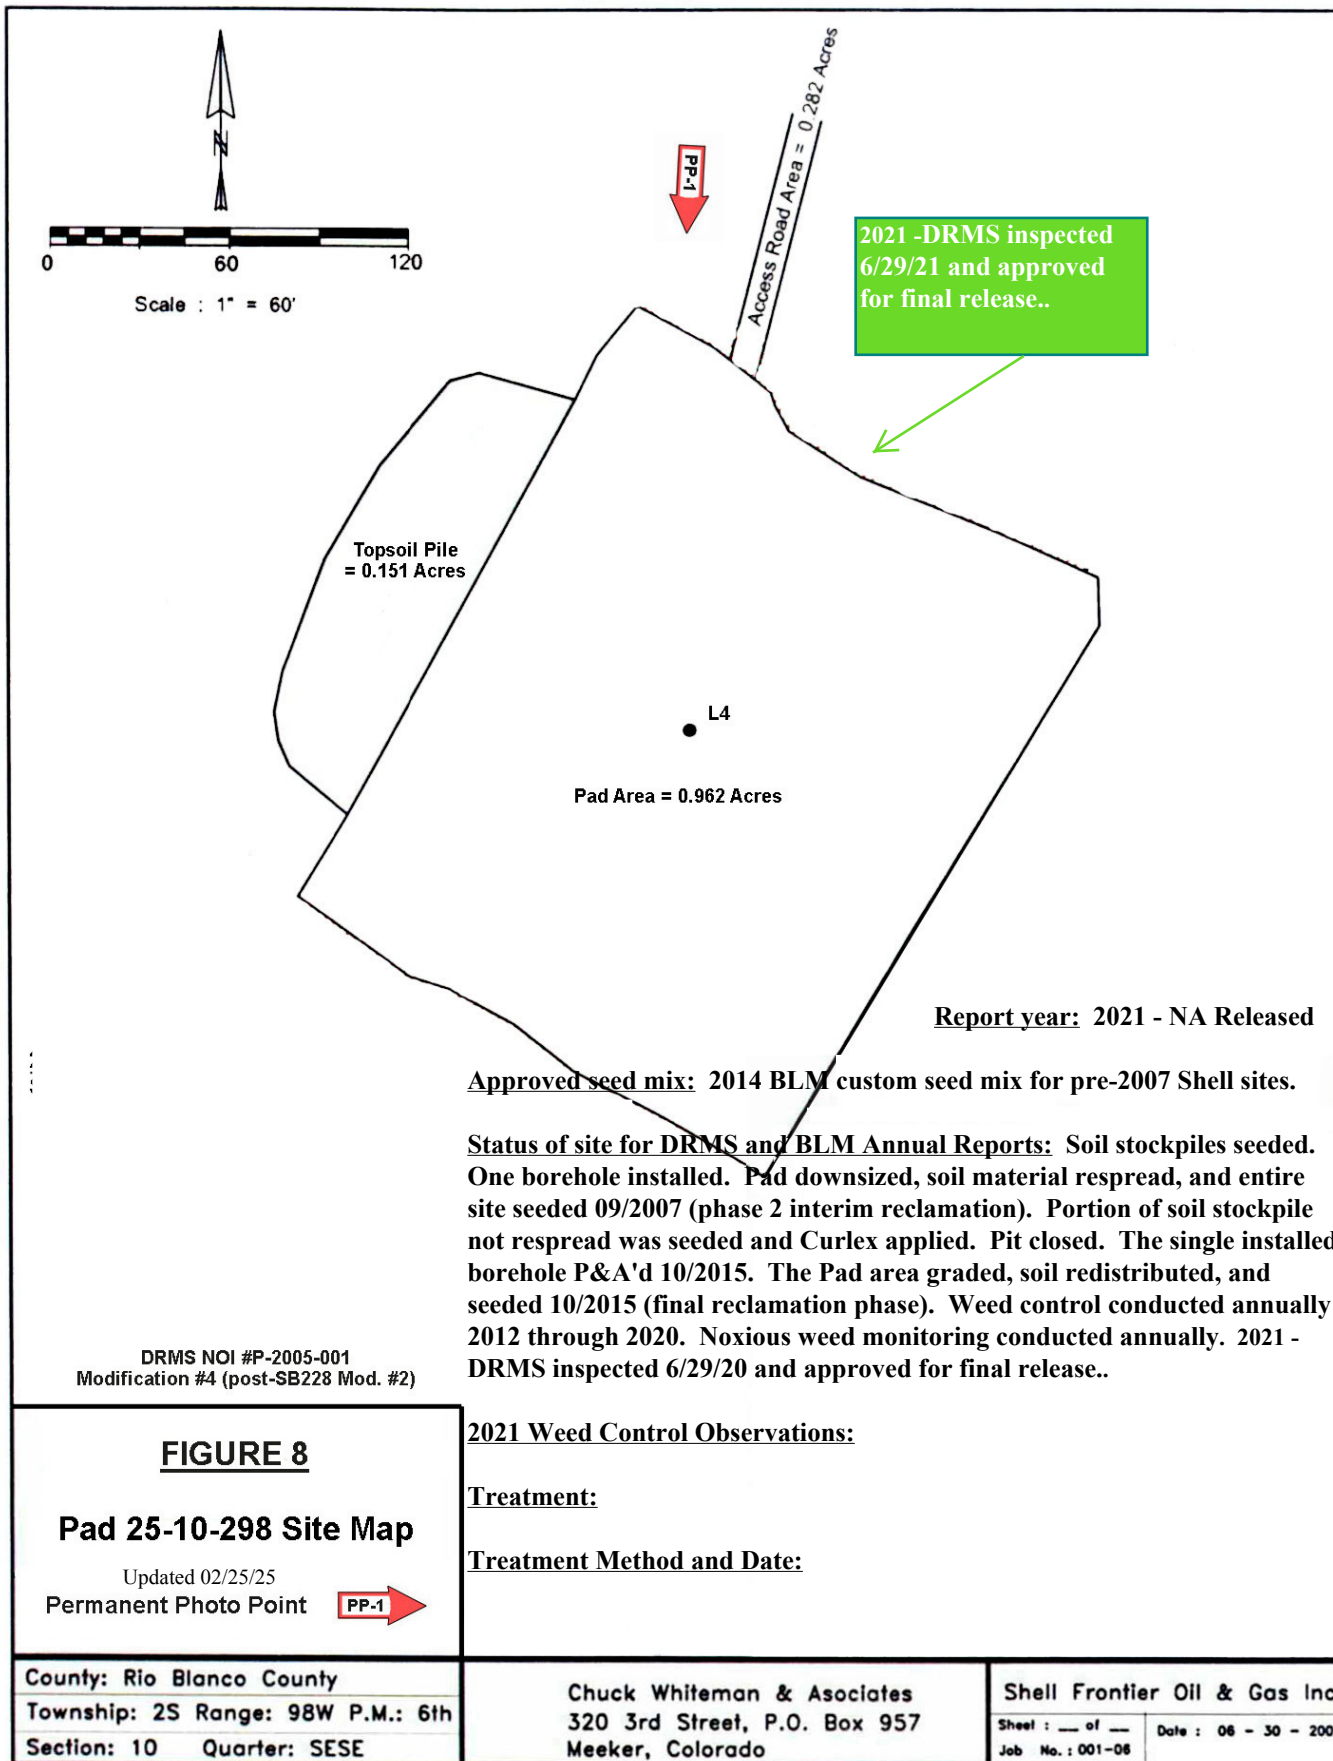 N
0 60 120
Scale : 1" = 60'
PP-1
Access Road Area = 0.282 Acres
2021 -DRMS inspected
6/29/21 and approved
for final release..
Topsoil Pile
= 0.151 Acres
L4
Pad Area = 0.962 Acres
Report year: 2021 - NA Released
Approved seed mix: 2014 BLM custom seed mix for pre-2007 Shell sites.
Status of site for DRMS and BLM Annual Reports: Soil stockpiles seeded.
One borehole installed. Pad downsized, soil material respread, and entire
site seeded 09/2007 (phase 2 interim reclamation). Portion of soil stockpile
not respread was seeded and Curlex applied. Pit closed. The single installed
borehole P&A'd 10/2015. The Pad area graded, soil redistributed, and
seeded 10/2015 (final reclamation phase). Weed control conducted annually
2012 through 2020. Noxious weed monitoring conducted annually. 2021 -
DRMS inspected 6/29/20 and approved for final release..
2021 Weed Control Observations:
Treatment:
Treatment Method and Date:
DRMS NOI #P-2005-001
Modification #4 (post-SB228 Mod. #2)
FIGURE 8
Pad 25-10-298 Site Map
Updated 02/25/25
Permanent Photo Point PP-1
County: Rio Blanco County
Township: 2S Range: 98W P.M.: 6th
Section: 10 Quarter: SESE
Chuck Whiteman & Asociates
320 3rd Street, P.O. Box 957
Meeker, Colorado
Shell Frontier Oil & Gas Inc
Sheet : __ of __
Job No. : 001-06
Date : 06 - 30 - 200